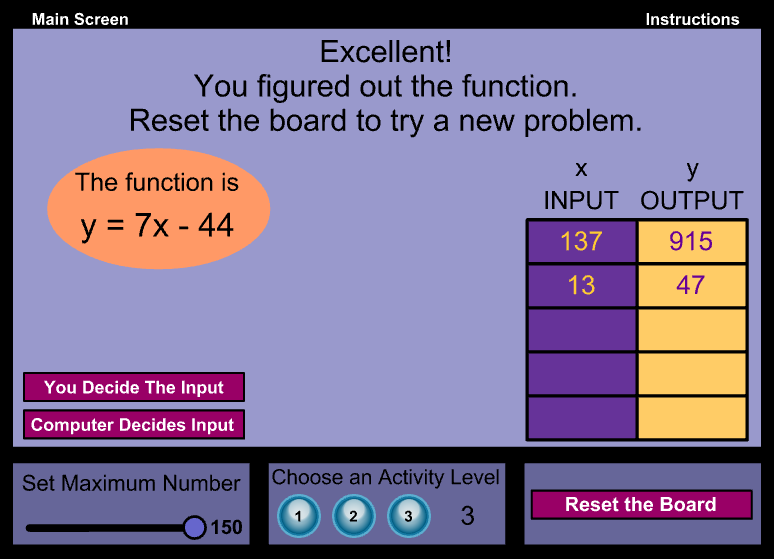 Main Screen
Instructions
Excellent!
You figured out the function.
Reset the board to try a new problem.
The function is
y = 7x - 44
x y
INPUT OUTPUT
137 915
13 47
You Decide The Input
Computer Decides Input
Set Maximum Number
150
Choose an Activity Level
1 2 3 3
Reset the Board